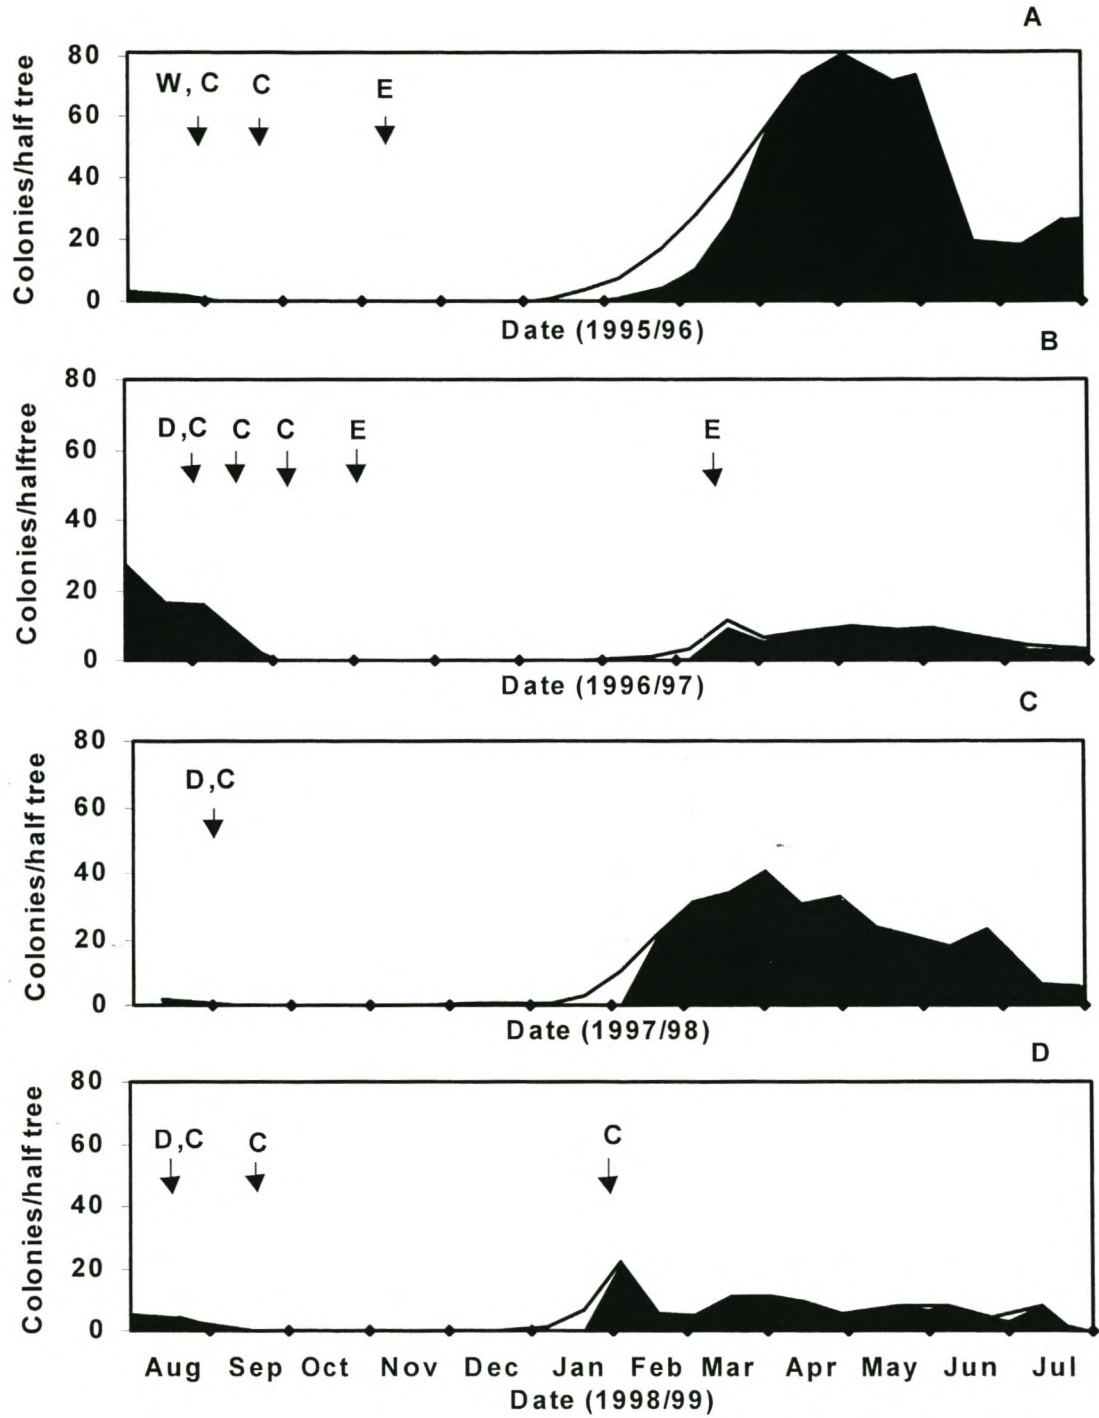 A
Colonies/half tree
80
60
40
20
0
W, C C E
Date (1995/96)
B
Colonies/halftree
80
60
40
20
0
D,C C C E E
Date (1996/97)
C
Colonies/half tree
80
60
40
20
0
D,C
Date (1997/98)
D
Colonies/half tree
80
60
40
20
0
D,C C C
Aug Sep Oct Nov Dec Jan Feb Mar Apr May Jun Jul
Date (1998/99)